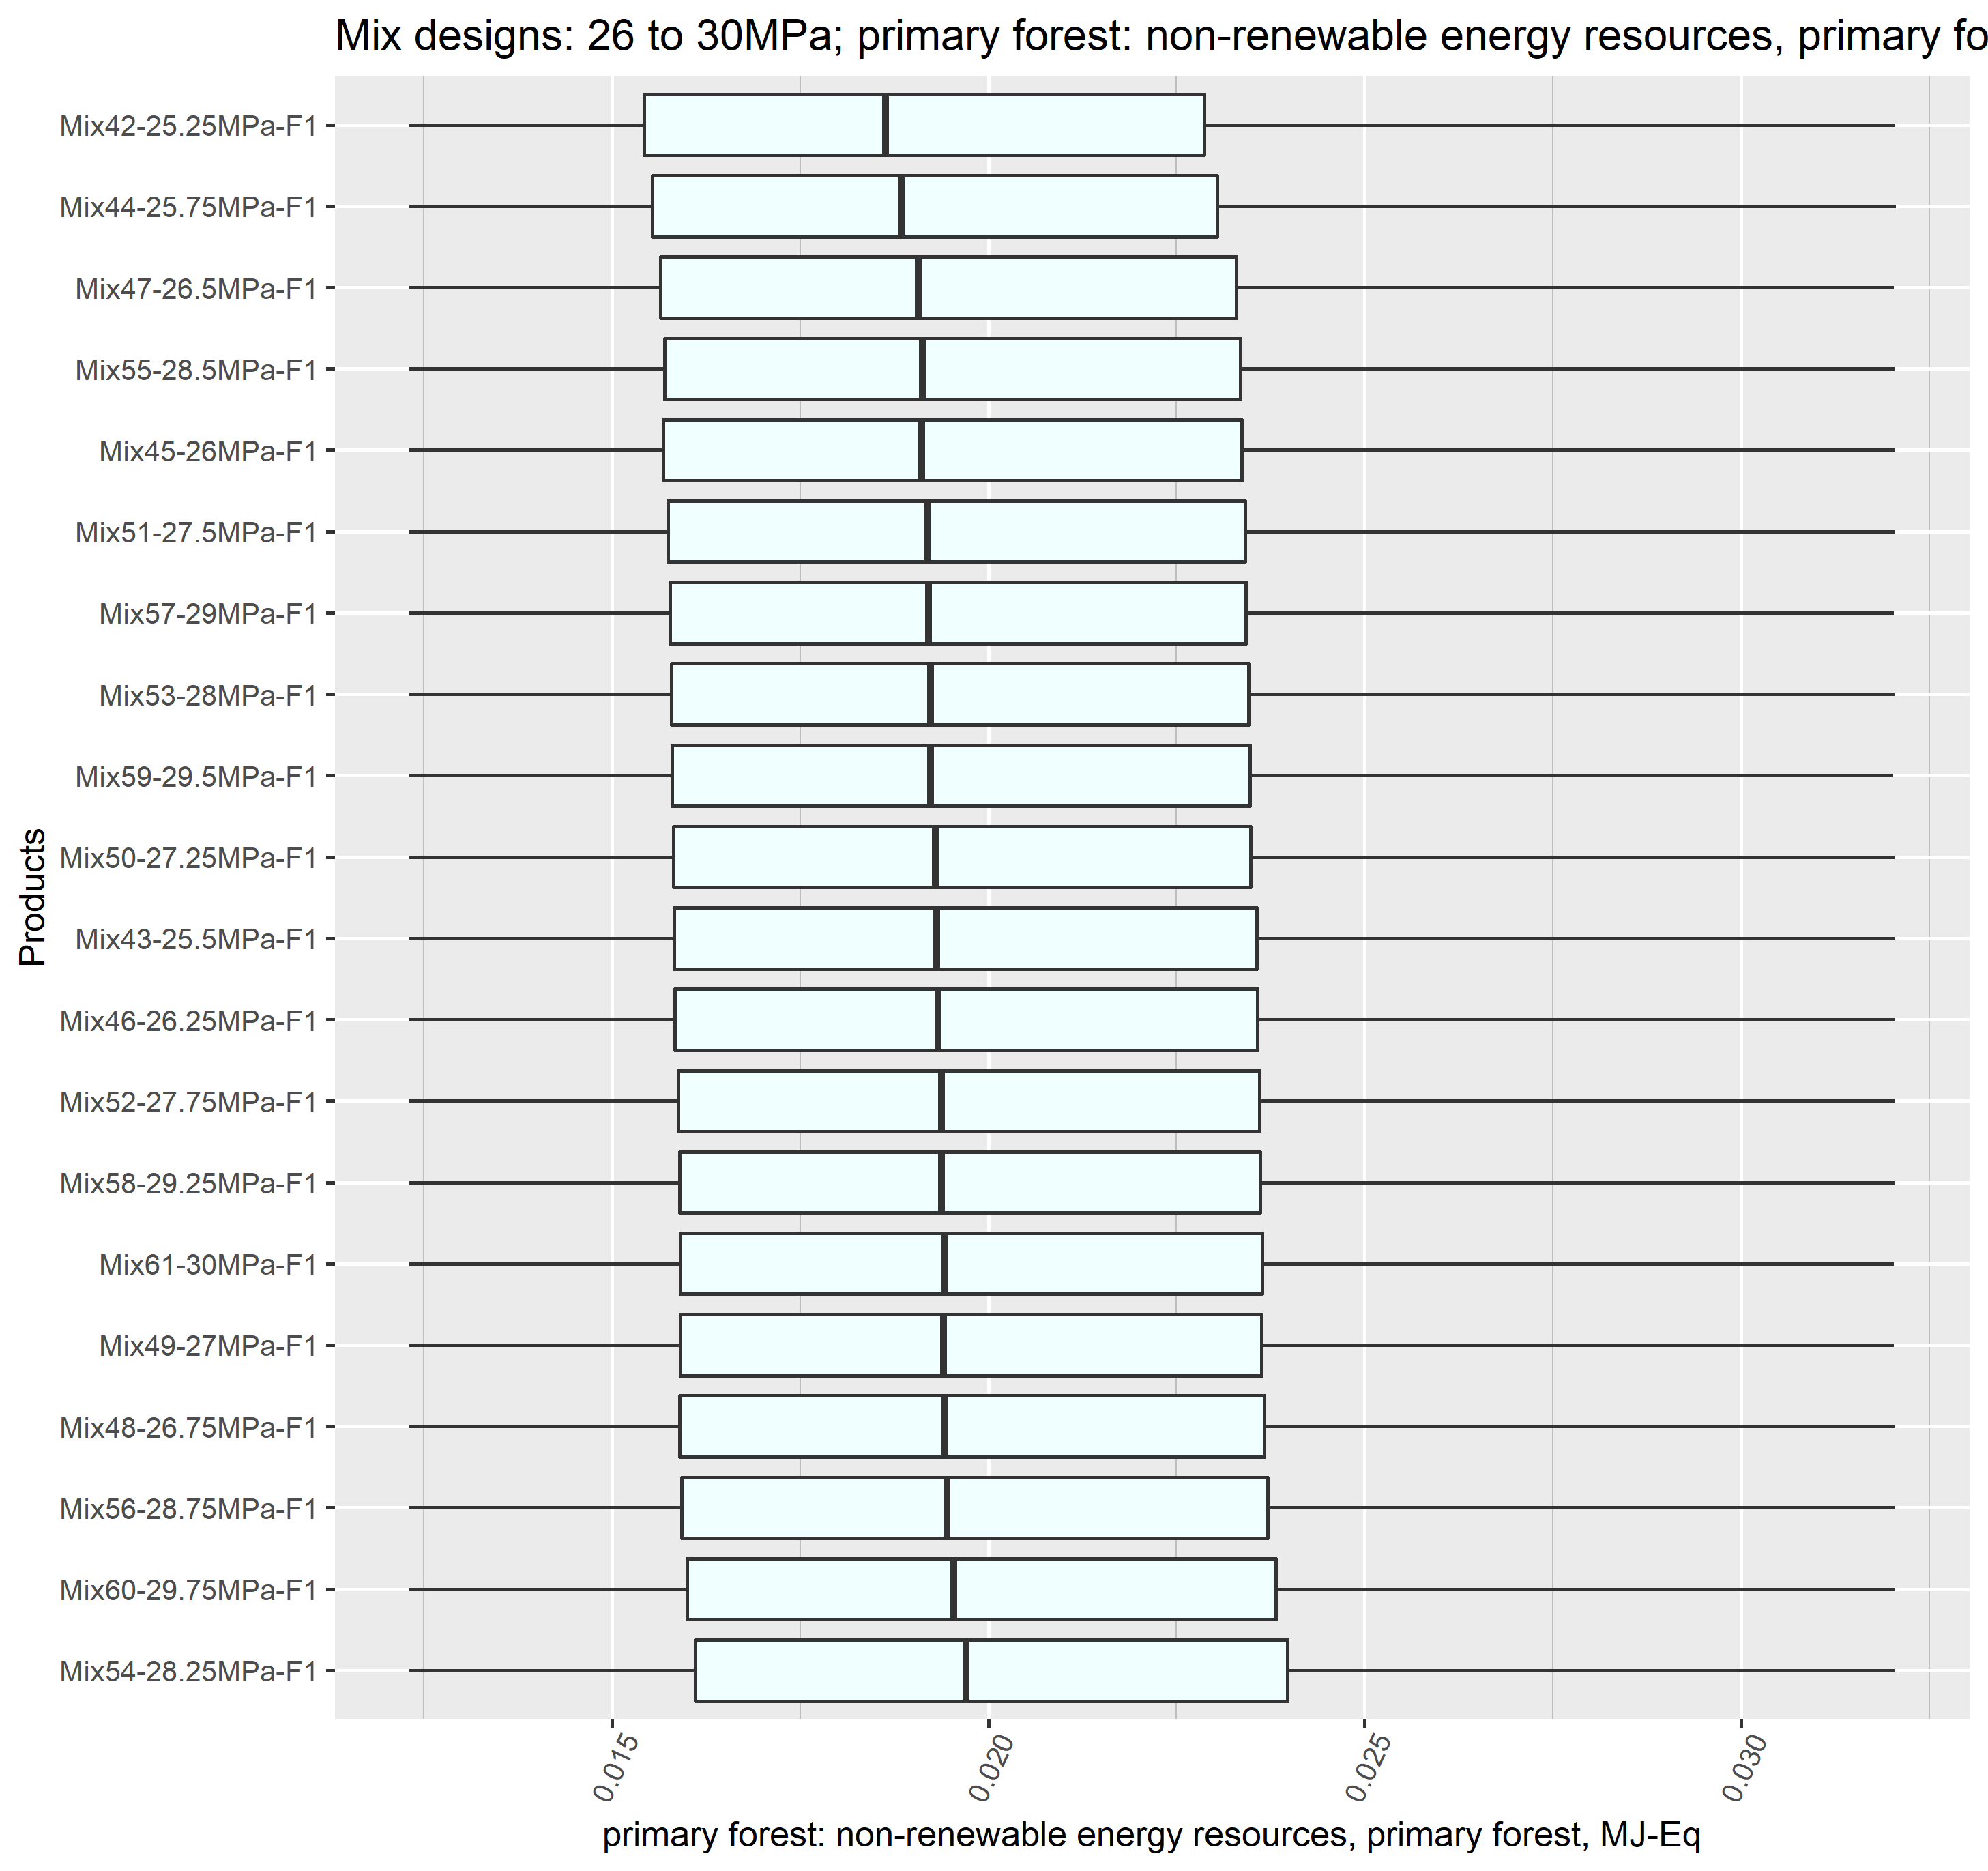 Mix designs: 26 to 30MPa; primary forest: non-renewable energy resources, primary fo
Products
Mix42-25.25MPa-F1
Mix44-25.75MPa-F1
Mix47-26.5MPa-F1
Mix55-28.5MPa-F1
Mix45-26MPa-F1
Mix51-27.5MPa-F1
Mix57-29MPa-F1
Mix53-28MPa-F1
Mix59-29.5MPa-F1
Mix50-27.25MPa-F1
Mix43-25.5MPa-F1
Mix46-26.25MPa-F1
Mix52-27.75MPa-F1
Mix58-29.25MPa-F1
Mix61-30MPa-F1
Mix49-27MPa-F1
Mix48-26.75MPa-F1
Mix56-28.75MPa-F1
Mix60-29.75MPa-F1
Mix54-28.25MPa-F1
0.015
0.020
0.025
0.030
primary forest: non-renewable energy resources, primary forest, MJ-Eq